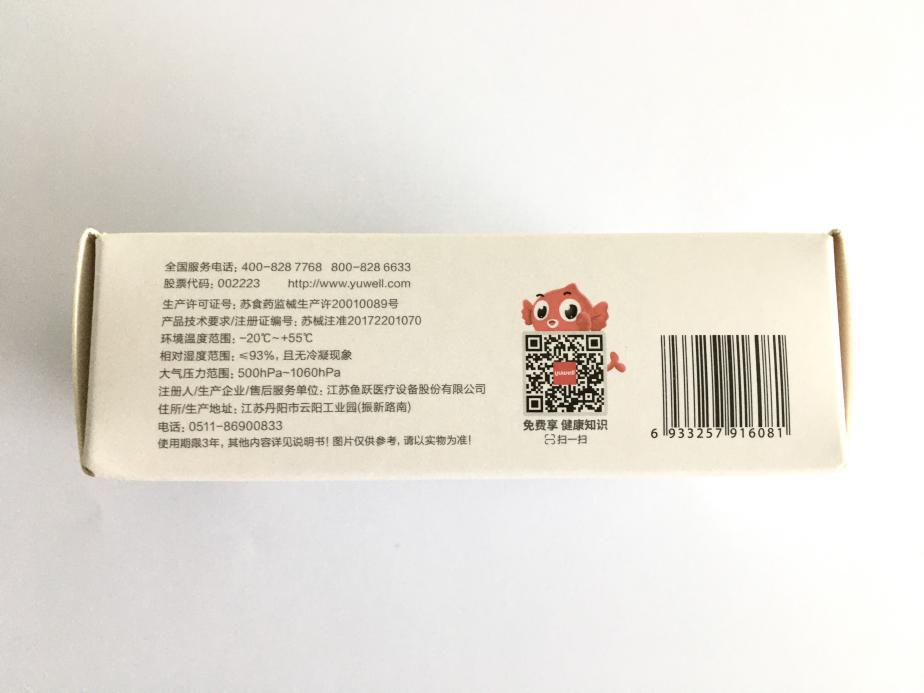 全国服务电话：400-828 7768 800-828 6633
股票代码：002223 http://www.yuwell.com
生产许可证号：苏食药监械生产许20010089号
产品技术要求/注册证编号：苏械注准20172201070
环境温度范围：-20℃~+55℃
相对湿度范围：≤93%，且无冷凝现象
大气压力范围：500hPa~1060hPa
注册人/生产企业/售后服务单位：江苏鱼跃医疗设备股份有限公司
住所/生产地址：江苏丹阳市云阳工业园(振新路南)
电话：0511-86900833
使用期限3年，其他内容详见说明书！图片仅供参考，请以实物为准！
yuwell
免费享 健康知识
扫一扫
6 933257 916081